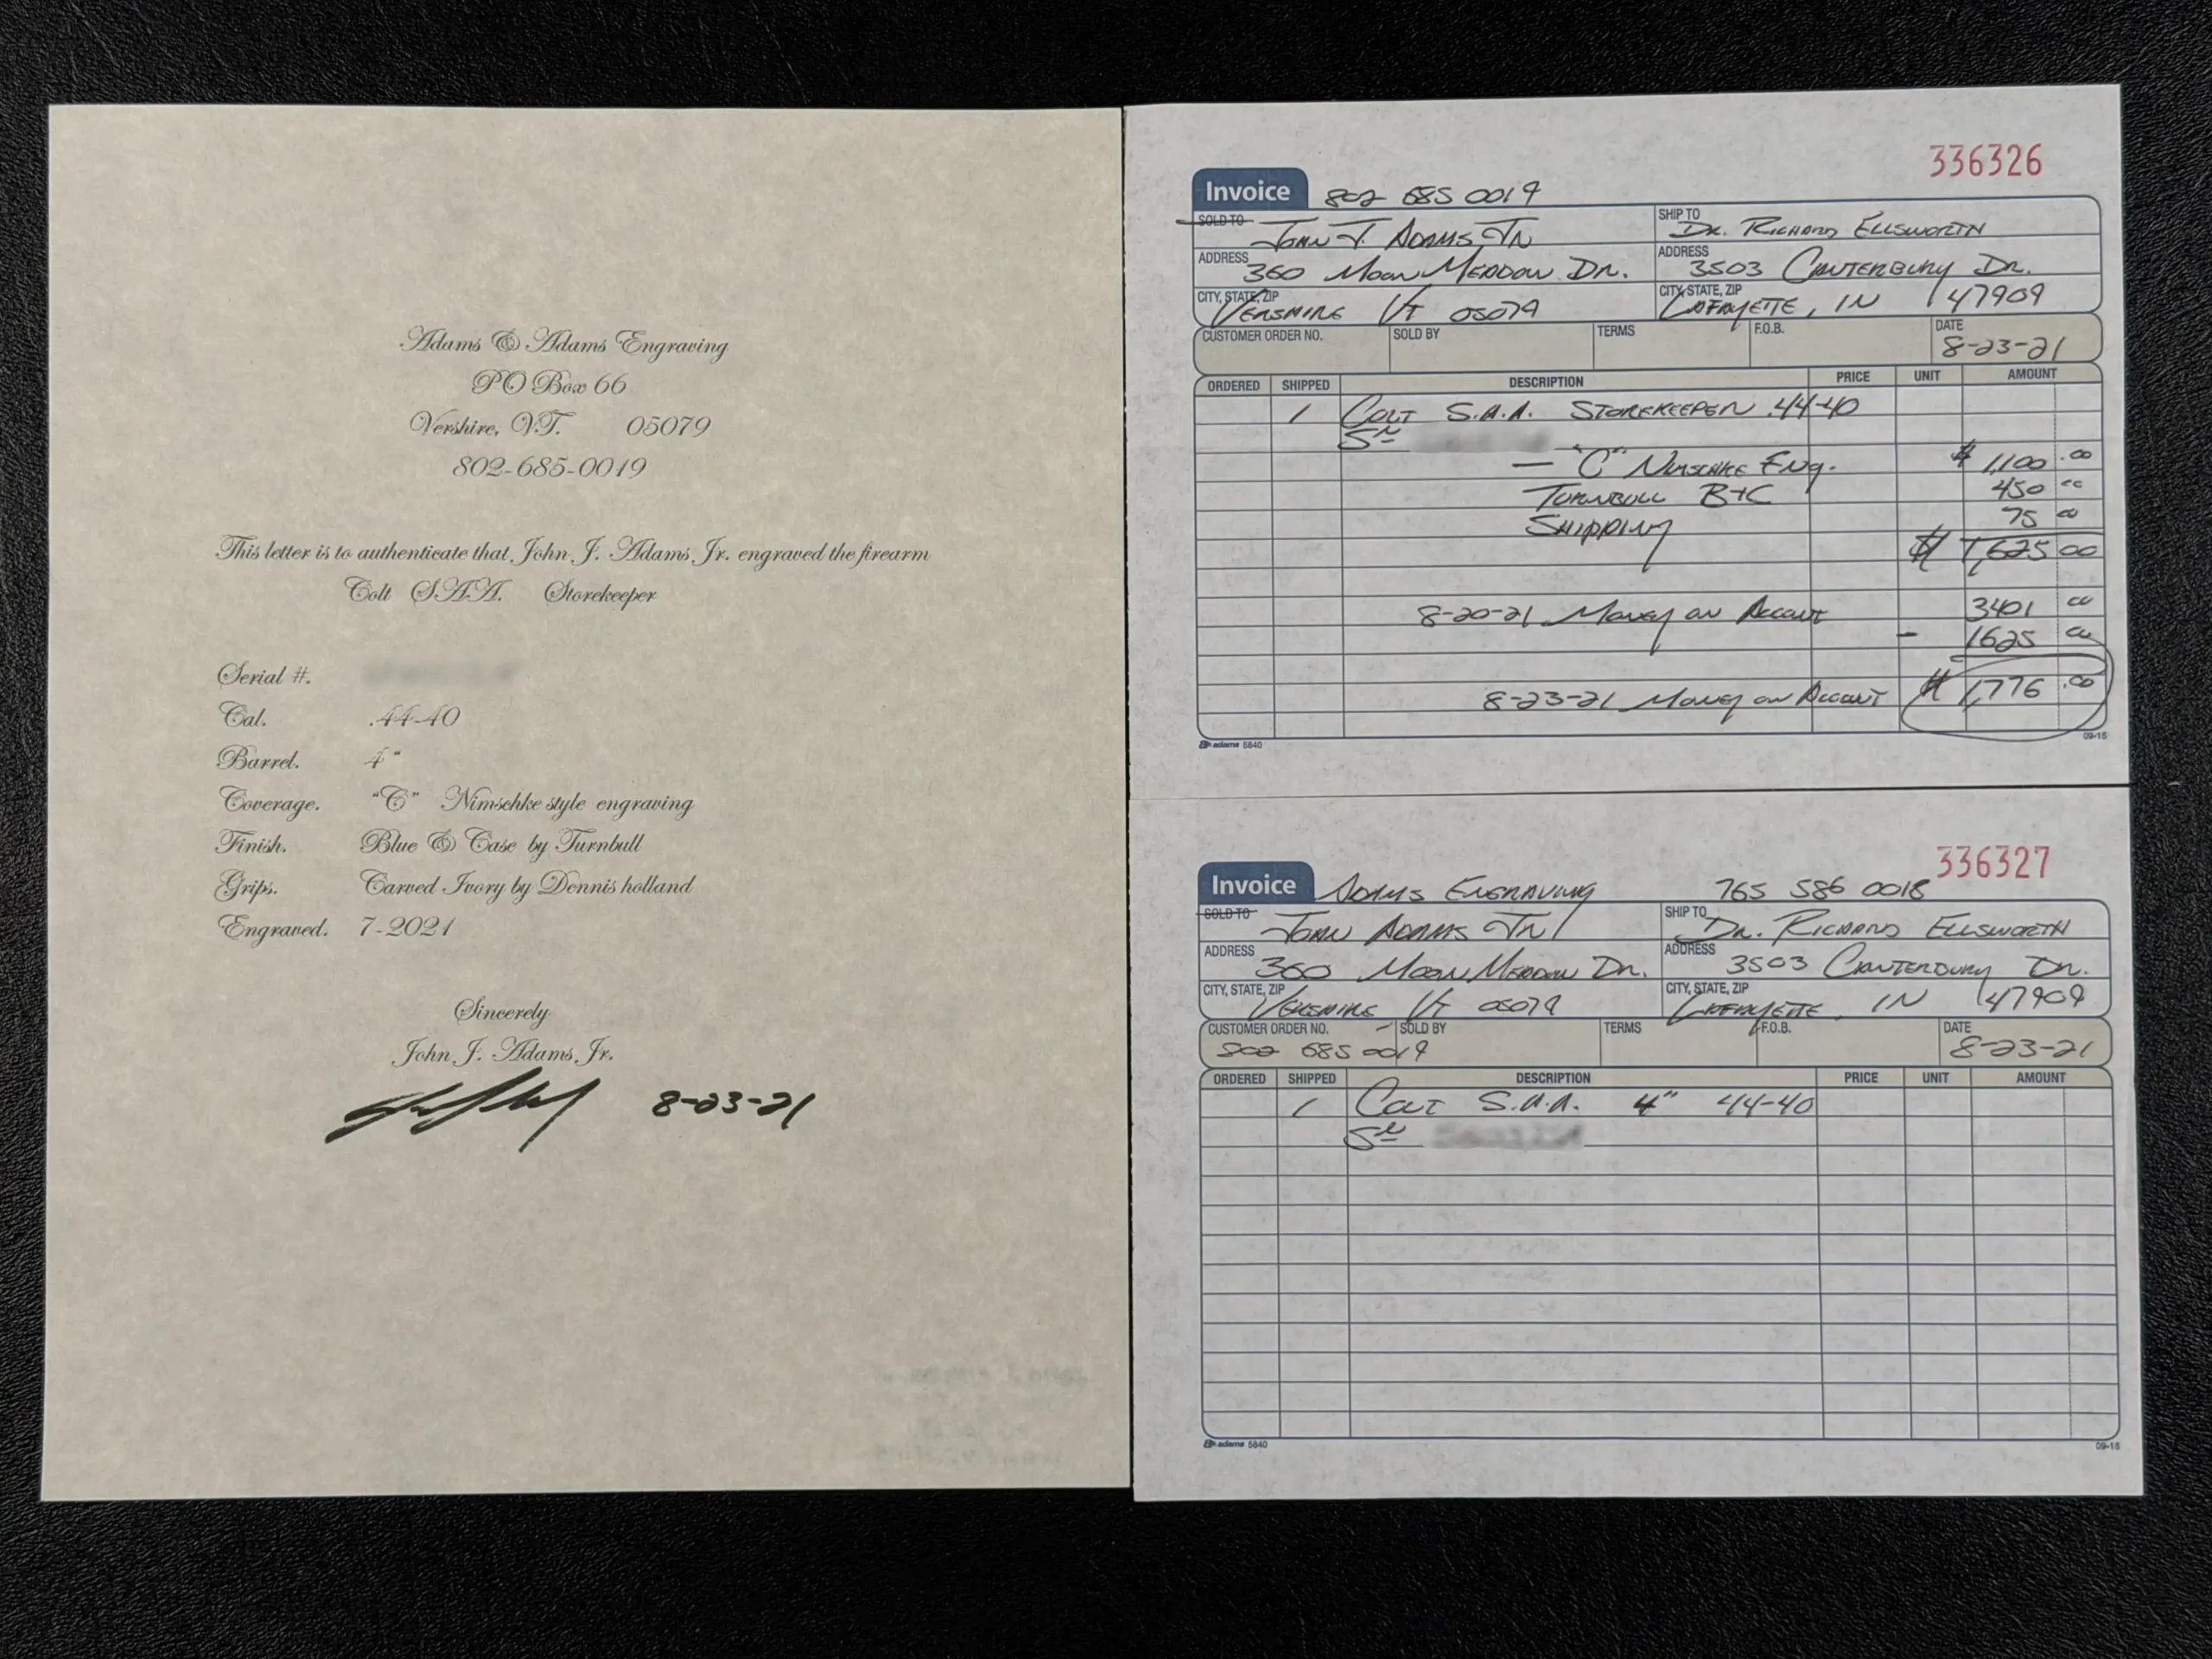 Adams & Adams Engraving
PO Box 66
Vershire, VT. 05079
802-685-0019
This letter is to authenticate that John J. Adams Jr. engraved the firearm
Colt S.A.A. Storekeeper
Serial #.
Cal. .44-40
Barrel. 4"
Coverage. "C" Nimschke style engraving
Finish. Blue & Case by Turnbull
Grips. Carved Ivory by Dennis holland
Engraved. 7-2021
Sincerely
John J. Adams, Jr.
8-23-21
336326
Invoice 802 685 0019
SOLD TO John J. Adams, Jr
SHIP TO Dr. Richard Ellsworth
ADDRESS 360 Moon Meadow Dr.
ADDRESS 3503 Canterbury Dr.
CITY, STATE, ZIP Vershire VT 05079
CITY, STATE, ZIP Lafayette, IN 47909
CUSTOMER ORDER NO. SOLD BY TERMS F.O.B. DATE 8-23-21
ORDERED SHIPPED DESCRIPTION PRICE UNIT AMOUNT
1 Colt S.A.A. Storekeeper .44-40
S#
— "C" Nimschke Eng. $1,100.00
Turnbull B+C 450 00
Shipping 75 00
$1,625 00
8-20-21 Money on Account 3401 00
- 1625 00
8-23-21 Money on Account $1,776.00
adams 5840 09-15
336327
Invoice Adams Engraving 765 586 0018
SOLD TO John Adams Jr
SHIP TO Dr. Richard Ellsworth
ADDRESS 360 Moon Meadow Dr.
ADDRESS 3503 Canterbury Dr.
CITY, STATE, ZIP Vershire VT 05079
CITY, STATE, ZIP Lafayette, IN 47909
CUSTOMER ORDER NO. SOLD BY TERMS F.O.B. DATE
802 685 0019 8-23-21
ORDERED SHIPPED DESCRIPTION PRICE UNIT AMOUNT
1 Colt S.A.A. 4" 44-40
S#
adams 5840 09-15